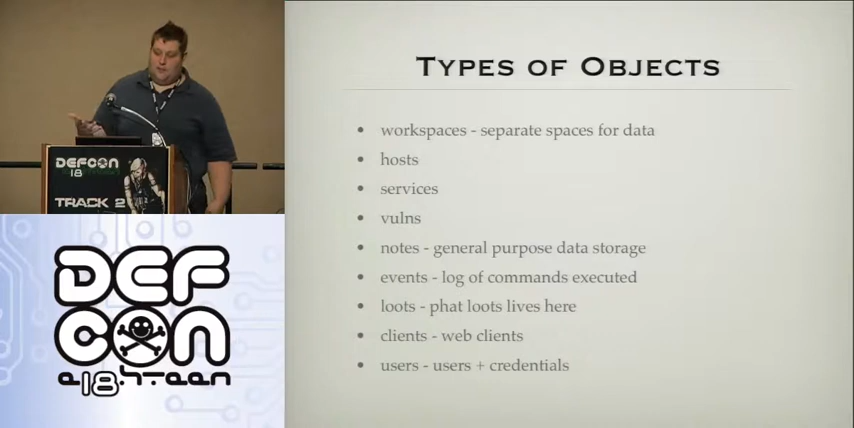 DEFCON
18
TRACK 2
DEF
CON
e18hteen
TYPES OF OBJECTS
• workspaces - separate spaces for data
• hosts
• services
• vulns
• notes - general purpose data storage
• events - log of commands executed
• loots - phat loots lives here
• clients - web clients
• users - users + credentials